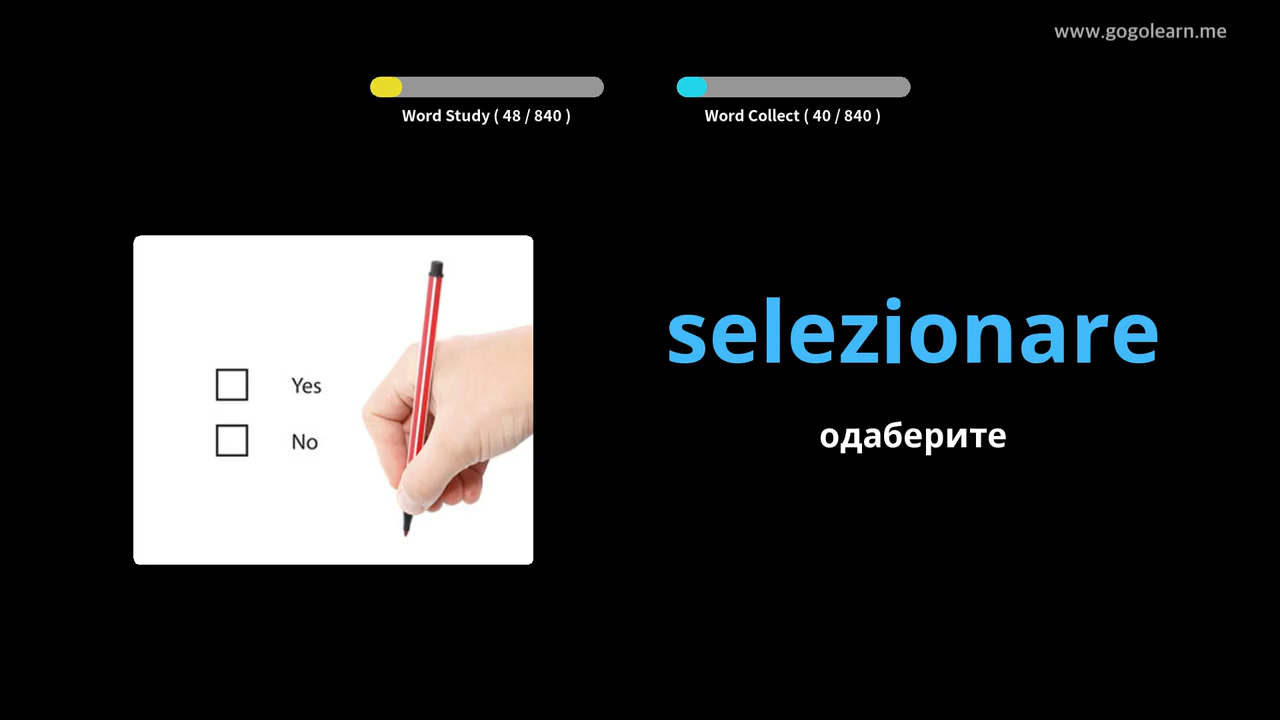 www.gogolearn.me
Word Study ( 48 / 840 )
Word Collect ( 40 / 840 )
Yes
No
selezionare
одаберите